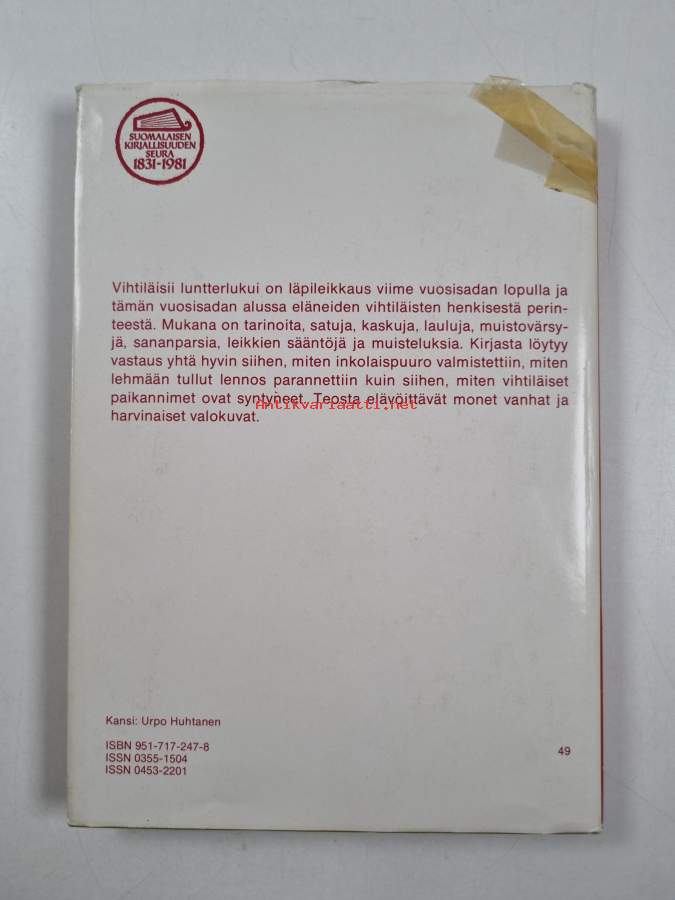 SUOMALAISEN
KIRJALLISUUDEN
SEURA
1831-1981
Vihtiläisii luntterlukui on läpileikkaus viime vuosisadan lopulla ja
tämän vuosisadan alussa eläneiden vihtiläisten henkisestä perin-
teestä. Mukana on tarinoita, satuja, kaskuja, lauluja, muistovärsy-
jä, sananparsia, leikkien sääntöjä ja muisteluksia. Kirjasta löytyy
vastaus yhtä hyvin siihen, miten inkolaispuuro valmistettiin, miten
lehmään tullut lennos parannettiin kuin siihen, miten vihtiläiset
paikannimet ovat syntyneet. Teosta elävöittävät monet vanhat ja
Antikvariaatti.net
harvinaiset valokuvat.
Kansi: Urpo Huhtanen
ISBN 951-717-247-8
ISSN 0355-1504
ISSN 0453-2201
49